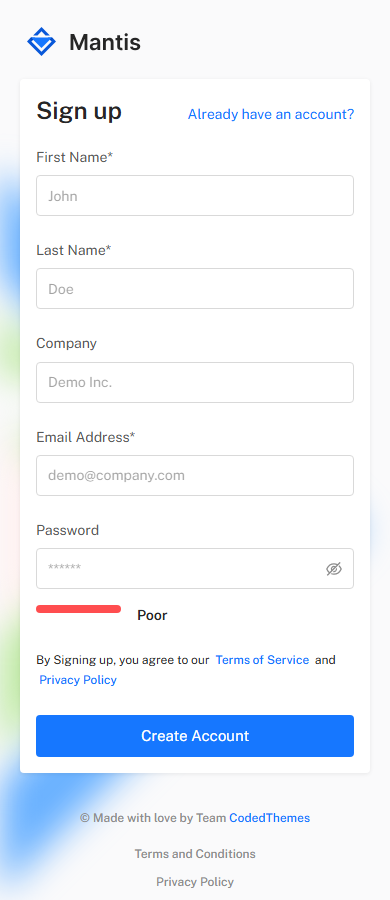 Mantis
Sign up
Already have an account?
First Name*
John
Last Name*
Doe
Company
Demo Inc.
Email Address*
demo@company.com
Password
******
Poor
By Signing up, you agree to our Terms of Service and
Privacy Policy
Create Account
© Made with love by Team CodedThemes
Terms and Conditions
Privacy Policy